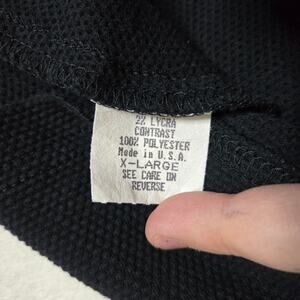 2% LYCRA
CONTRAST
100% POLYESTER
Made in U.S.A.
X-LARGE
SEE CARE ON
REVERSE